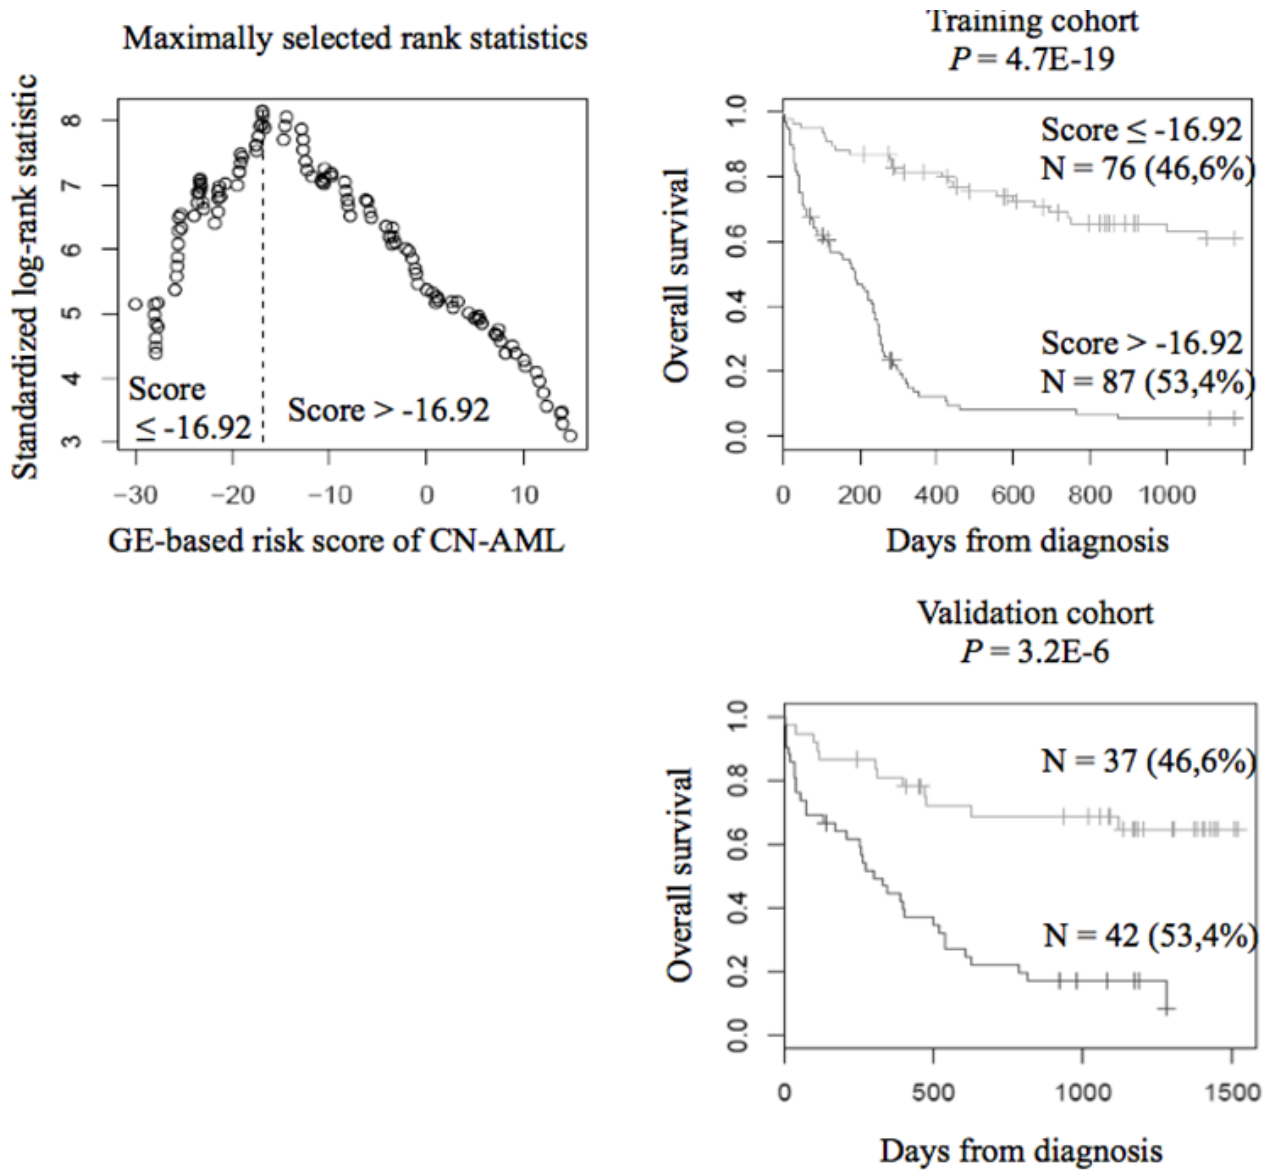 Maximally selected rank statistics
Standardized log-rank statistic
8
7
6
5
4
3
Score
≤ -16.92
Score > -16.92
−30
−20
−10
0
10
GE-based risk score of CN-AML
Training cohort
P = 4.7E-19
Overall survival
1.0
0.8
0.6
0.4
0.2
0.0
Score ≤ -16.92
N = 76 (46,6%)
Score > -16.92
N = 87 (53,4%)
0
200
400
600
800
1000
Days from diagnosis
Validation cohort
P = 3.2E-6
Overall survival
1.0
0.8
0.6
0.4
0.2
0.0
N = 37 (46,6%)
N = 42 (53,4%)
0
500
1000
1500
Days from diagnosis